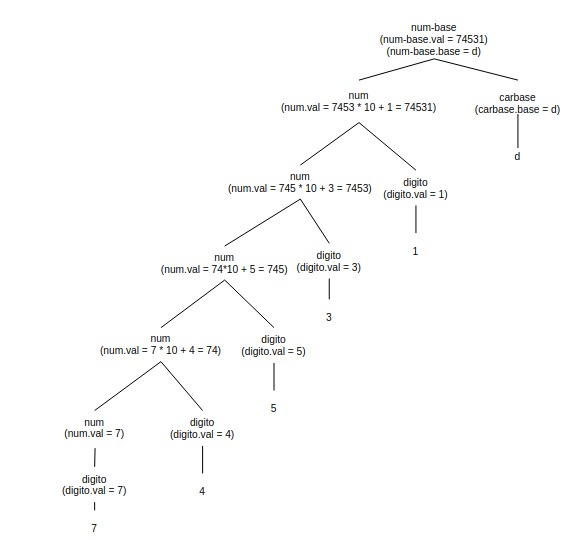 num-base
(num-base.val = 74531)
(num-base.base = d)
num
(num.val = 7453 * 10 + 1 = 74531)
carbase
(carbase.base = d)
d
num
(num.val = 745 * 10 + 3 = 7453)
digito
(digito.val = 1)
1
num
(num.val = 74*10 + 5 = 745)
digito
(digito.val = 3)
3
num
(num.val = 7 * 10 + 4 = 74)
digito
(digito.val = 5)
5
num
(num.val = 7)
digito
(digito.val = 4)
4
digito
(digito.val = 7)
7